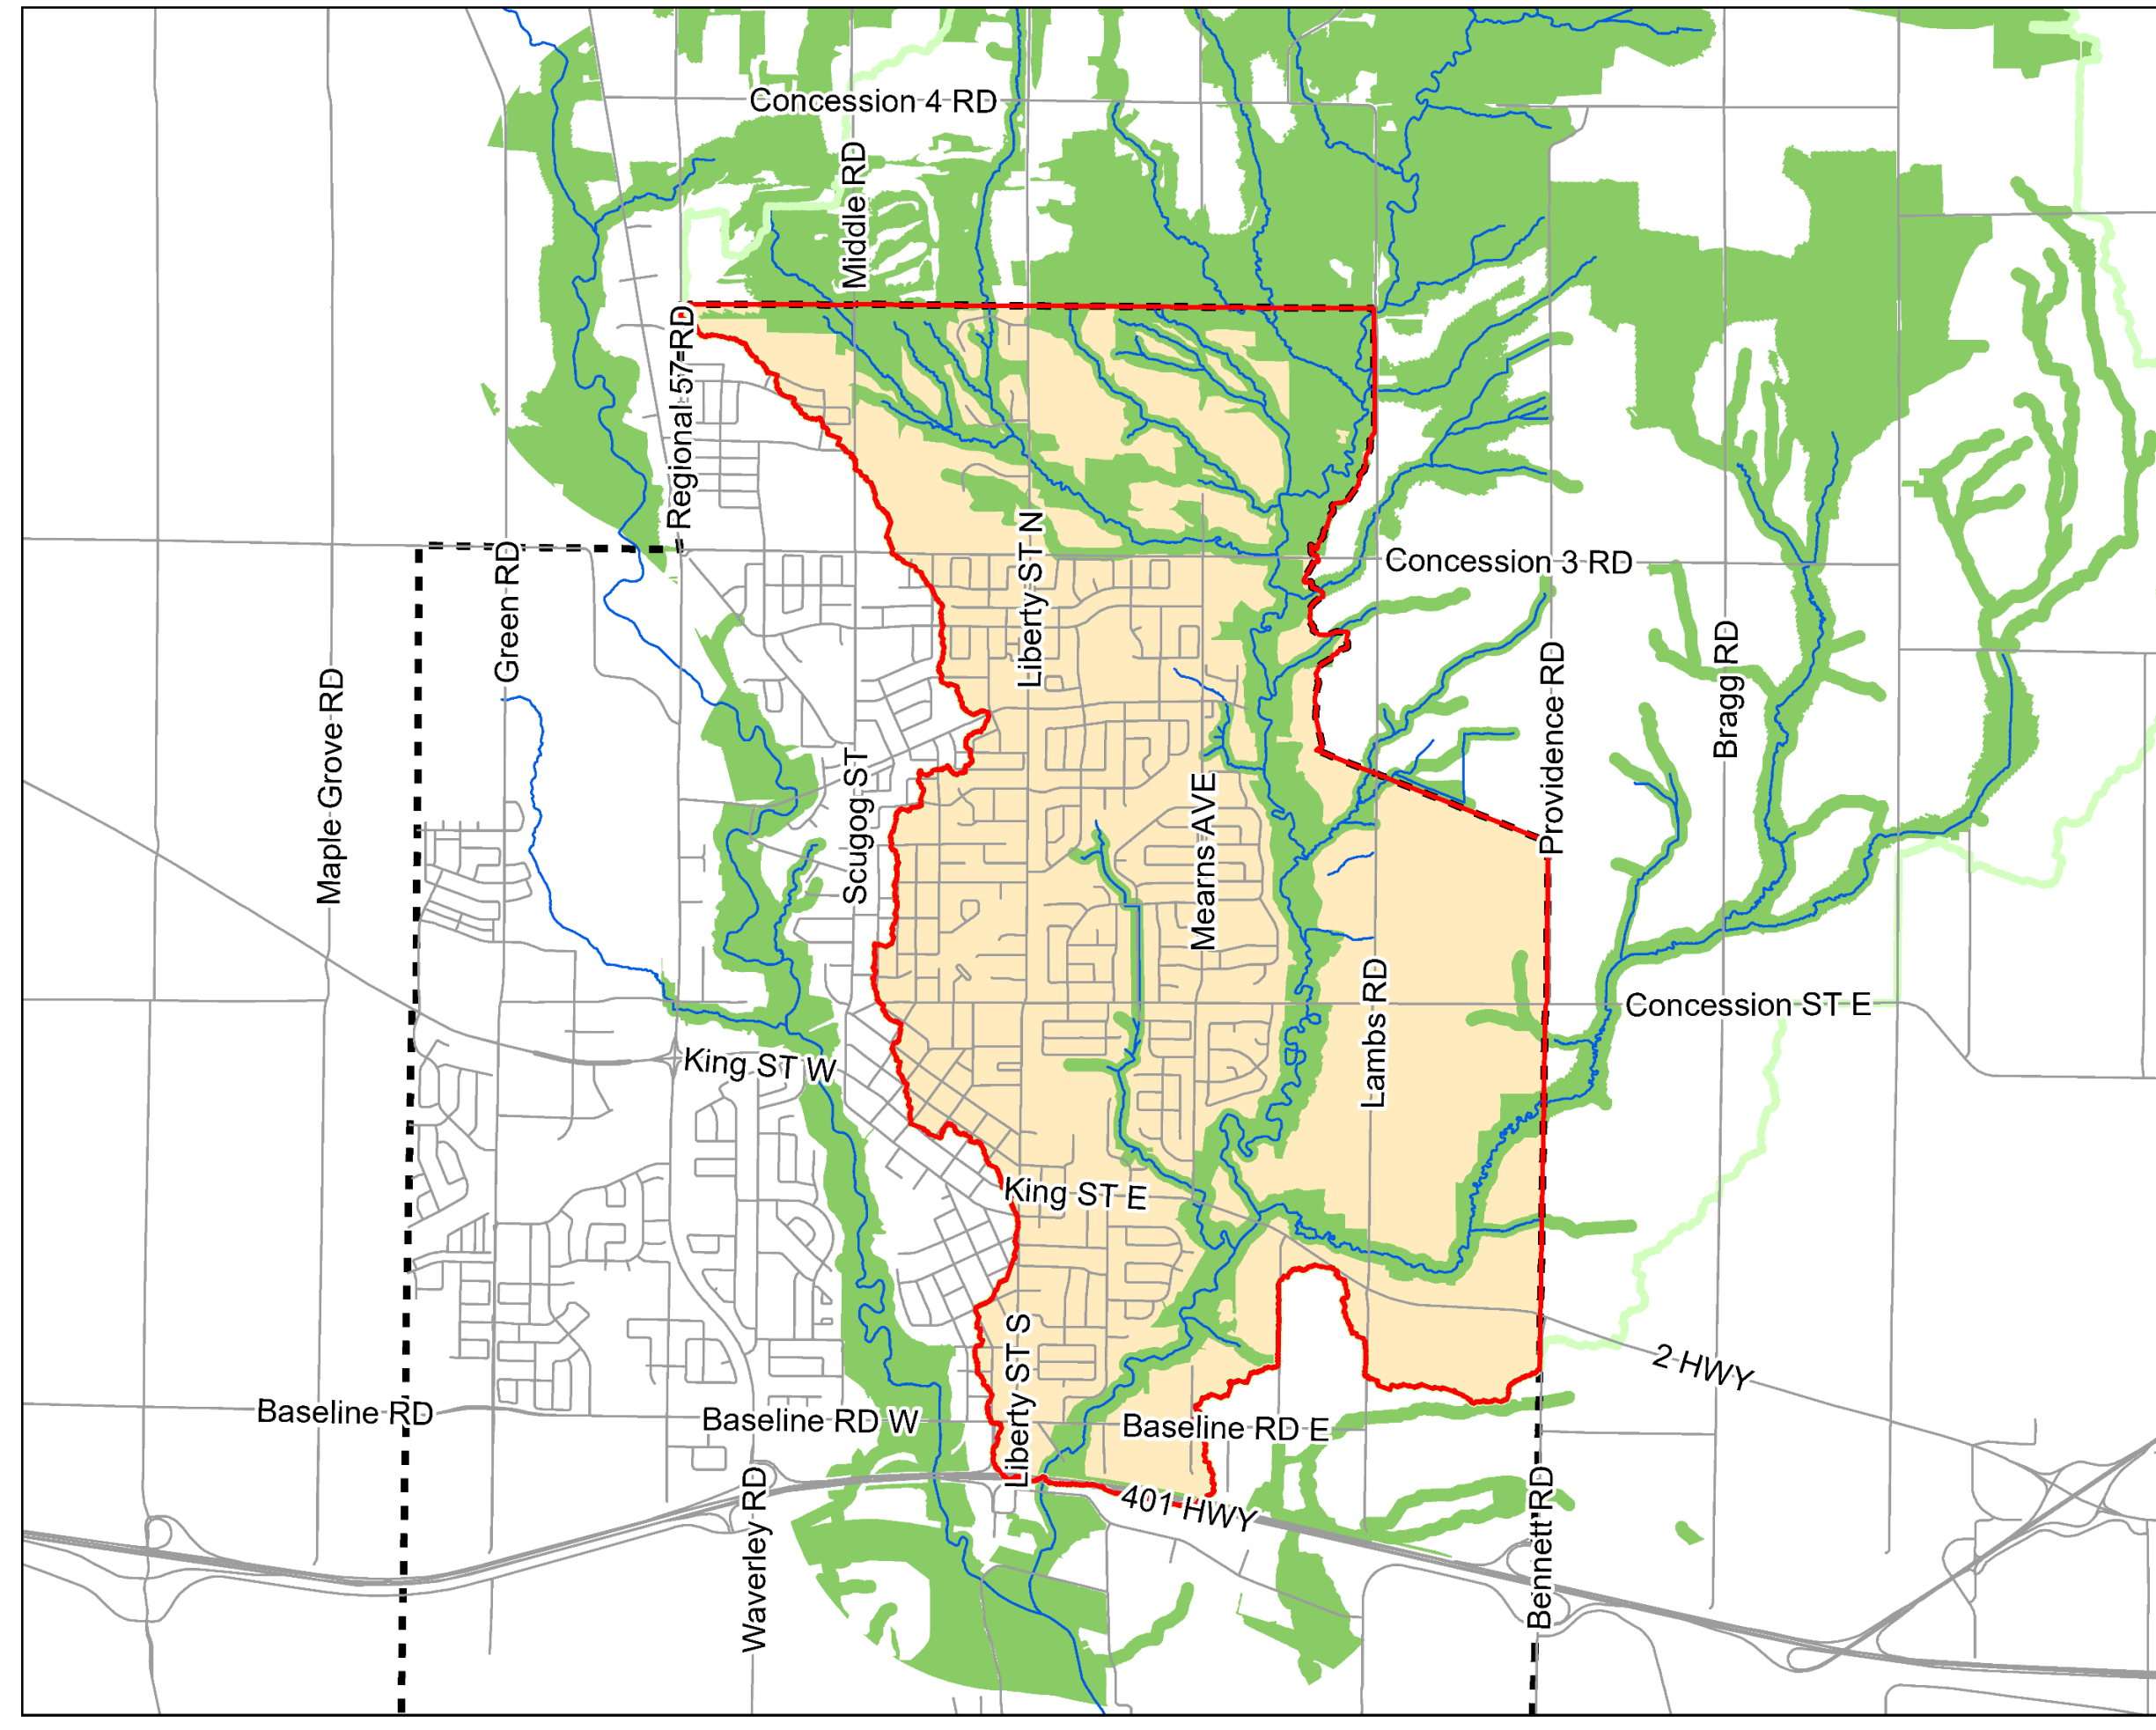 Concession 4 RD
Middle RD
Regional 57 RD
Green RD
Liberty ST N
Concession 3 RD
Maple Grove RD
Scugog ST
Mearns AVE
Providence RD
Bragg RD
Lambs RD
Concession ST E
King ST W
King ST E
Liberty ST S
2 HWY
Baseline RD
Baseline RD W
Baseline RD E
401 HWY
Waverley RD
Bennett RD